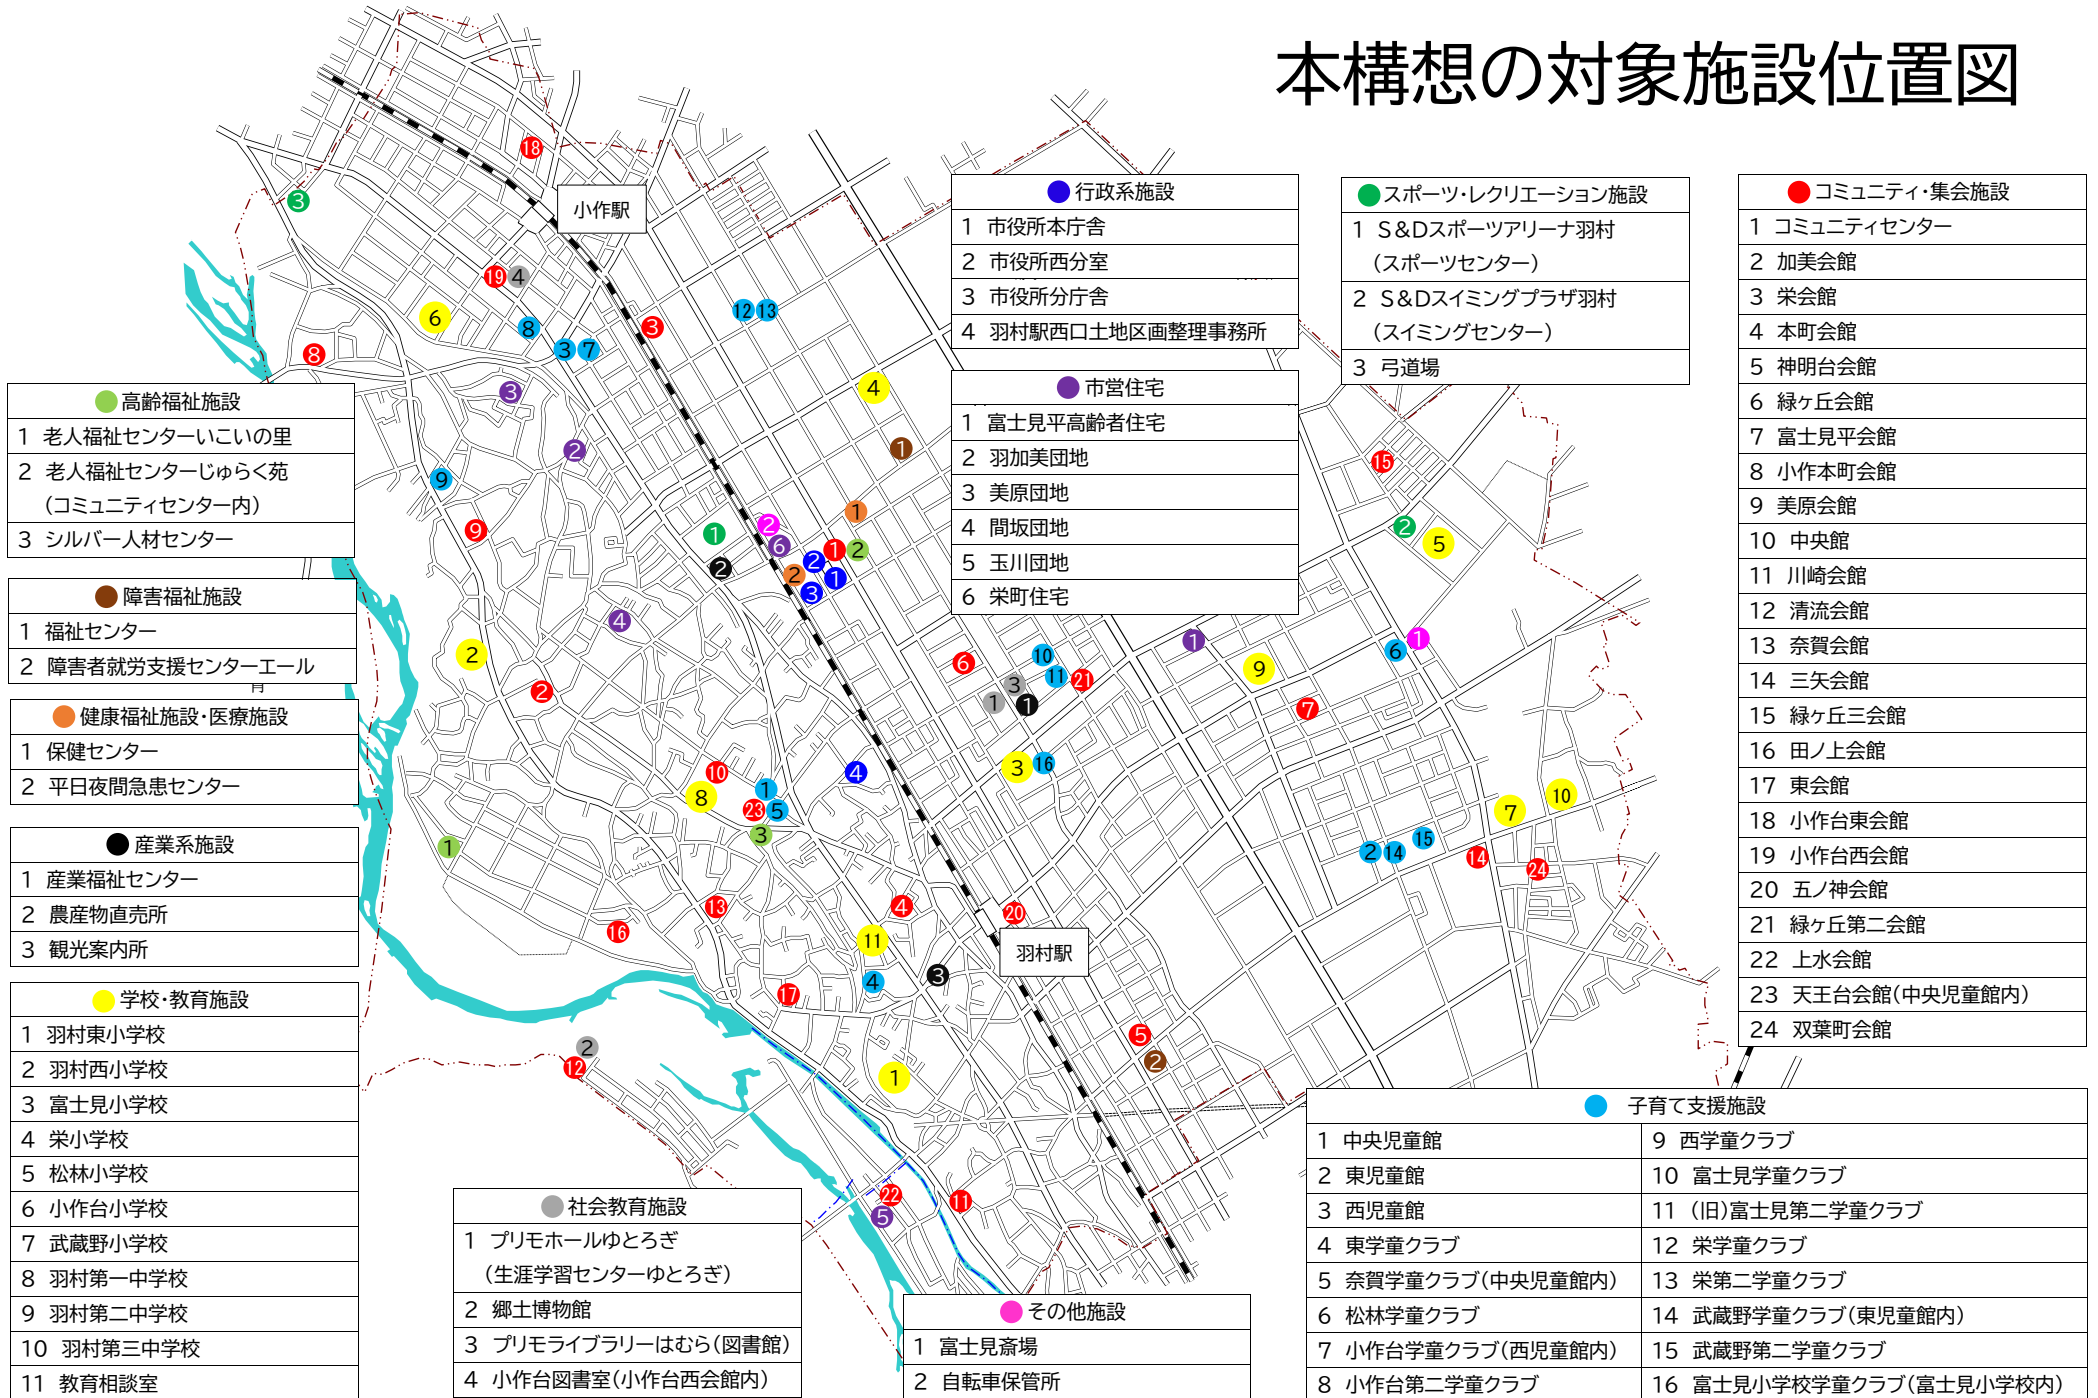 本構想の対象施設位置図
小作駅
羽村駅
行政系施設
1 市役所本庁舎
2 市役所西分室
3 市役所分庁舎
4 羽村駅西口土地区画整理事務所
市営住宅
1 富士見平高齢者住宅
2 羽加美団地
3 美原団地
4 間坂団地
5 玉川団地
6 栄町住宅
スポーツ・レクリエーション施設
1 S&Dスポーツアリーナ羽村
(スポーツセンター)
2 S&Dスイミングプラザ羽村
(スイミングセンター)
3 弓道場
コミュニティ・集会施設
1 コミュニティセンター
2 加美会館
3 栄会館
4 本町会館
5 神明台会館
6 緑ヶ丘会館
7 富士見平会館
8 小作本町会館
9 美原会館
10 中央館
11 川崎会館
12 清流会館
13 奈賀会館
14 三矢会館
15 緑ヶ丘三会館
16 田ノ上会館
17 東会館
18 小作台東会館
19 小作台西会館
20 五ノ神会館
21 緑ヶ丘第二会館
22 上水会館
23 天王台会館(中央児童館内)
24 双葉町会館
高齢福祉施設
1 老人福祉センターいこいの里
2 老人福祉センターじゅらく苑
(コミュニティセンター内)
3 シルバー人材センター
障害福祉施設
1 福祉センター
2 障害者就労支援センターエール
健康福祉施設・医療施設
1 保健センター
2 平日夜間急患センター
産業系施設
1 産業福祉センター
2 農産物直売所
3 観光案内所
学校・教育施設
1 羽村東小学校
2 羽村西小学校
3 富士見小学校
4 栄小学校
5 松林小学校
6 小作台小学校
7 武蔵野小学校
8 羽村第一中学校
9 羽村第二中学校
10 羽村第三中学校
11 教育相談室
社会教育施設
1 プリモホールゆとろぎ
(生涯学習センターゆとろぎ)
2 郷土博物館
3 プリモライブラリーはむら(図書館)
4 小作台図書室(小作台西会館内)
その他施設
1 富士見斎場
2 自転車保管所
子育て支援施設
1 中央児童館
2 東児童館
3 西児童館
4 東学童クラブ
5 奈賀学童クラブ(中央児童館内)
6 松林学童クラブ
7 小作台学童クラブ(西児童館内)
8 小作台第二学童クラブ
9 西学童クラブ
10 富士見学童クラブ
11 (旧)富士見第二学童クラブ
12 栄学童クラブ
13 栄第二学童クラブ
14 武蔵野学童クラブ(東児童館内)
15 武蔵野第二学童クラブ
16 富士見小学校学童クラブ(富士見小学校内)